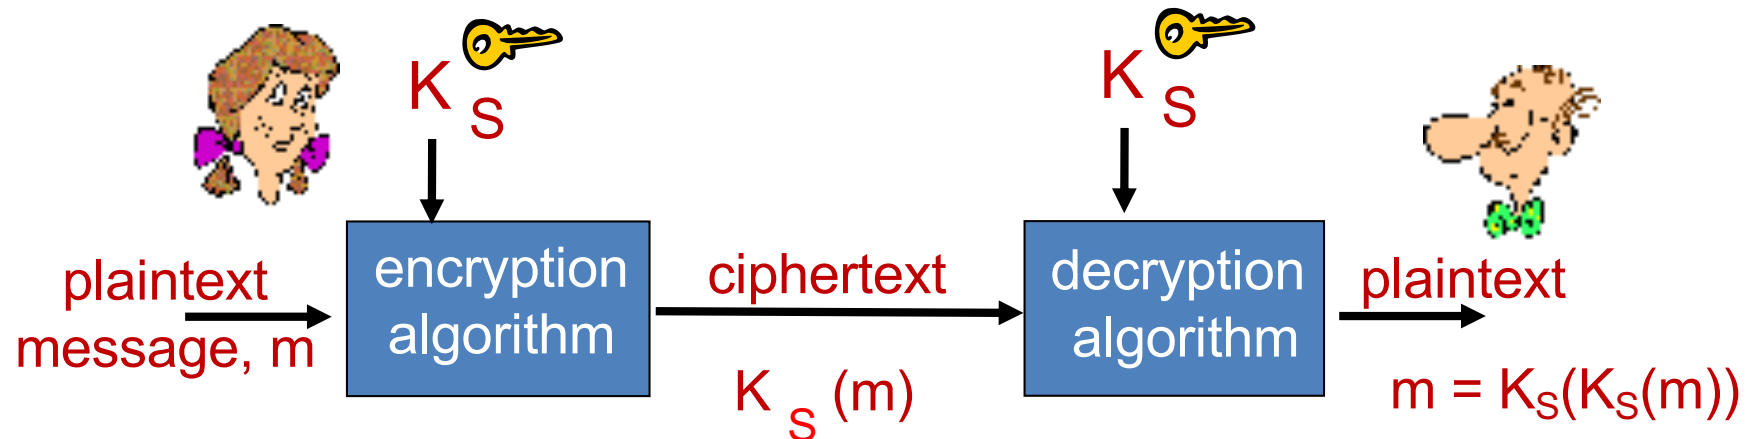 K S
K S
plaintext
message, m
encryption
algorithm
ciphertext
K S (m)
decryption
algorithm
plaintext
m = KS(KS(m))